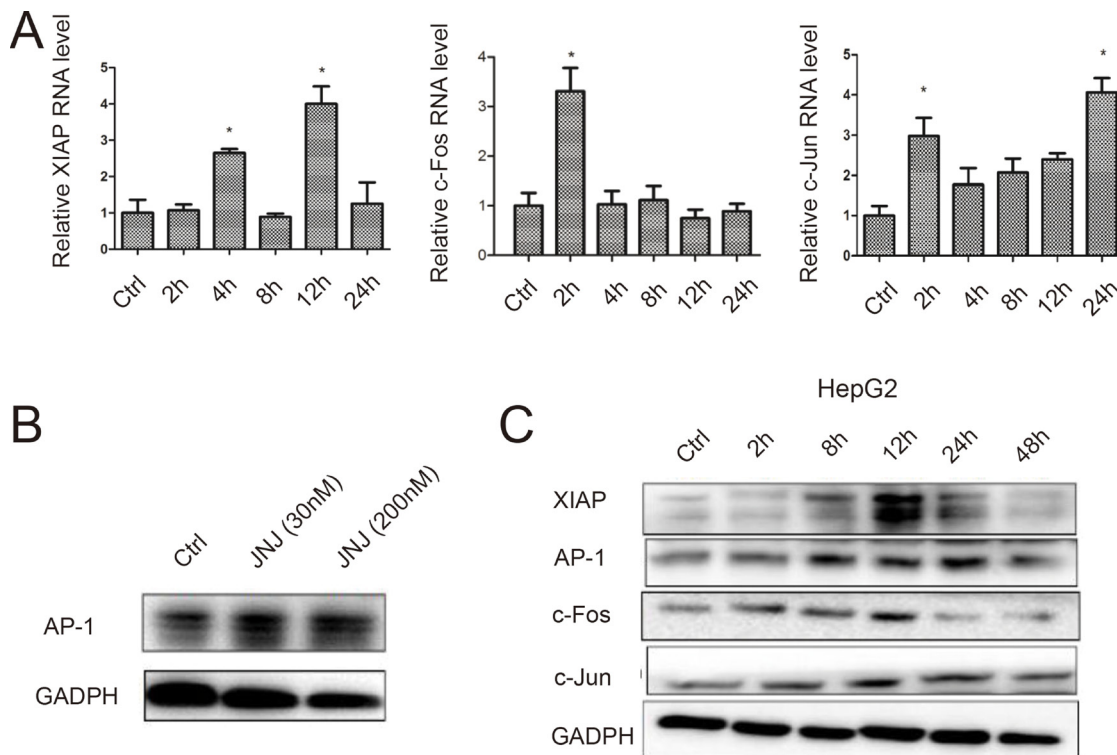 A
Relative XIAP RNA level
5
4
3
2
1
0
*
*
Ctrl
2h
4h
8h
12h
24h
Relative c-Fos RNA level
4
3
2
1
0
*
Ctrl
2h
4h
8h
12h
24h
Relative c-Jun RNA level
5
4
3
2
1
0
*
*
Ctrl
2h
4h
8h
12h
24h
B
Ctrl
JNJ (30nM)
JNJ (200nM)
AP-1
GADPH
C
HepG2
Ctrl
2h
8h
12h
24h
48h
XIAP
AP-1
c-Fos
c-Jun
GADPH